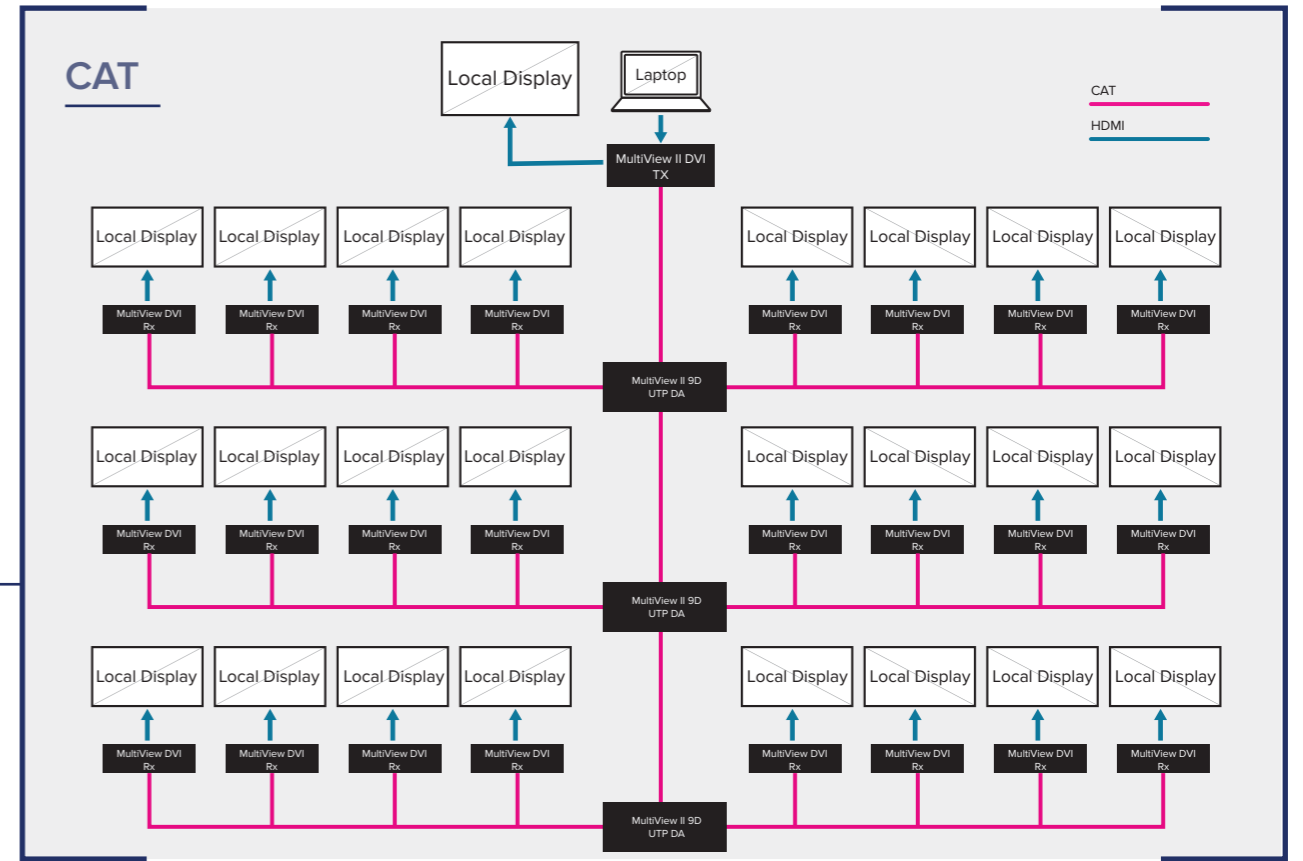 CAT
Local Display
Laptop
CAT
HDMI
MultiView II DVI
TX
Local Display Local Display Local Display Local Display Local Display Local Display Local Display Local Display
MultiView DVI MultiView DVI MultiView DVI MultiView DVI MultiView DVI MultiView DVI MultiView DVI MultiView DVI
Rx Rx Rx Rx Rx Rx Rx Rx
MultiView II 9D
UTP DA
Local Display Local Display Local Display Local Display Local Display Local Display Local Display Local Display
MultiView DVI MultiView DVI MultiView DVI MultiView DVI MultiView DVI MultiView DVI MultiView DVI MultiView DVI
Rx Rx Rx Rx Rx Rx Rx Rx
MultiView II 9D
UTP DA
Local Display Local Display Local Display Local Display Local Display Local Display Local Display Local Display
MultiView DVI MultiView DVI MultiView DVI MultiView DVI MultiView DVI MultiView DVI MultiView DVI MultiView DVI
Rx Rx Rx Rx Rx Rx Rx Rx
MultiView II 9D
UTP DA